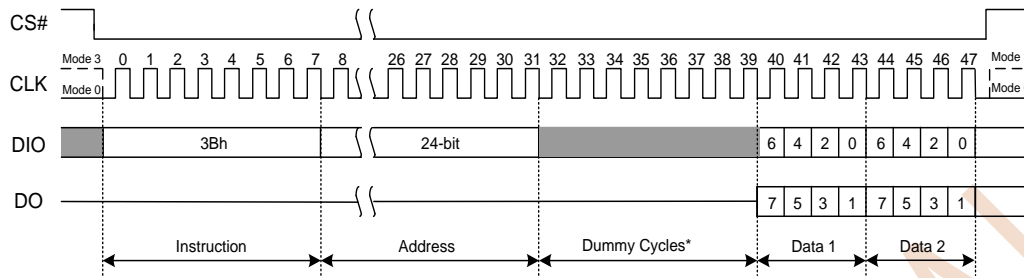 CS#
Mode 3 0 1 2 3 4 5 6 7 8 26 27 28 29 30 31 32 33 34 35 36 37 38 39 40 41 42 43 44 45 46 47 Mode
CLK
Mode 0 Mode
DIO 3Bh 24-bit 6 4 2 0 6 4 2 0
DO 7 5 3 1 7 5 3 1
Instruction Address Dummy Cycles* Data 1 Data 2